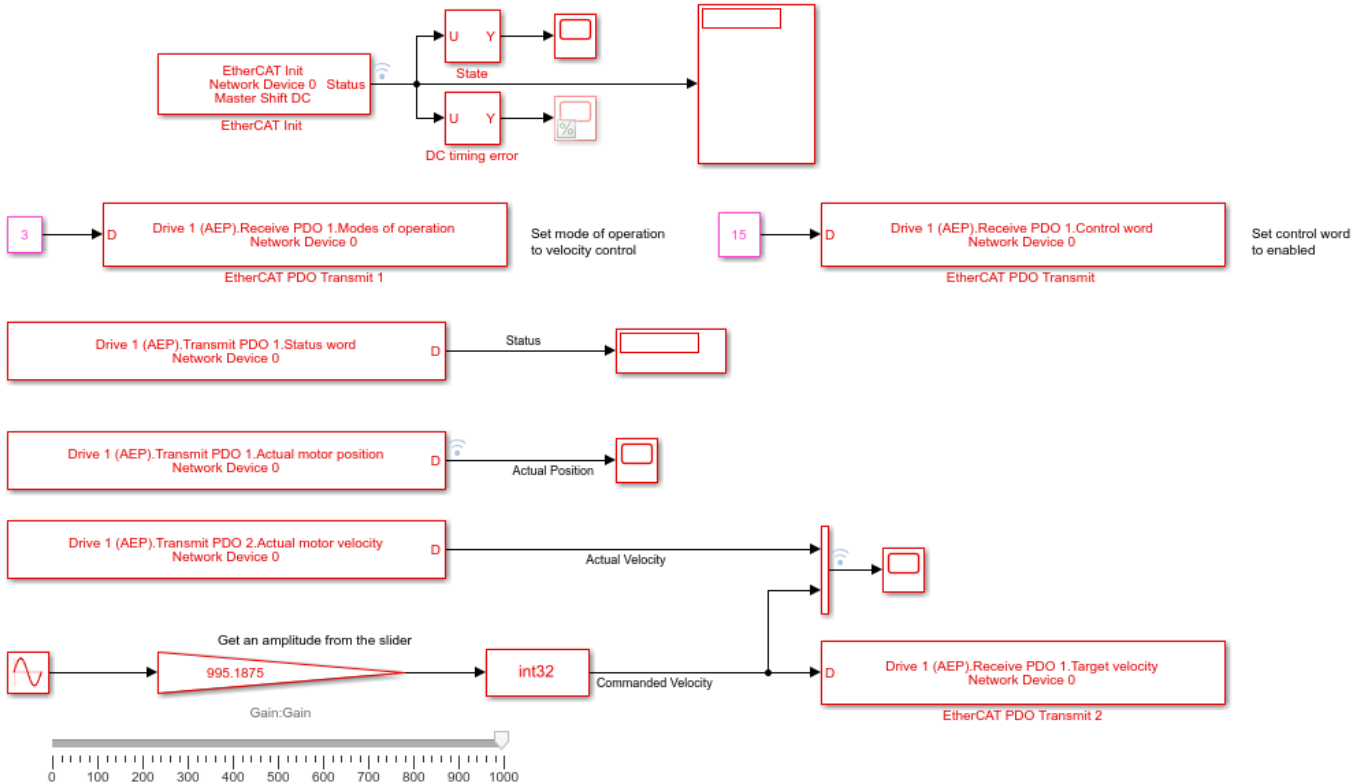 U Y
State
EtherCAT Init
Network Device 0 Status
Master Shift DC
EtherCAT Init
U Y
DC timing error
3
D Drive 1 (AEP).Receive PDO 1.Modes of operation
Network Device 0
EtherCAT PDO Transmit 1
Set mode of operation
to velocity control
15
D Drive 1 (AEP).Receive PDO 1.Control word
Network Device 0
EtherCAT PDO Transmit
Set control word
to enabled
Drive 1 (AEP).Transmit PDO 1.Status word
Network Device 0
D
Status
Drive 1 (AEP).Transmit PDO 1.Actual motor position
Network Device 0
D
Actual Position
Drive 1 (AEP).Transmit PDO 2.Actual motor velocity
Network Device 0
D
Actual Velocity
Get an amplitude from the slider
995.1875
Gain:Gain
int32
Commanded Velocity
D Drive 1 (AEP).Receive PDO 1.Target velocity
Network Device 0
EtherCAT PDO Transmit 2
0 100 200 300 400 500 600 700 800 900 1000
%